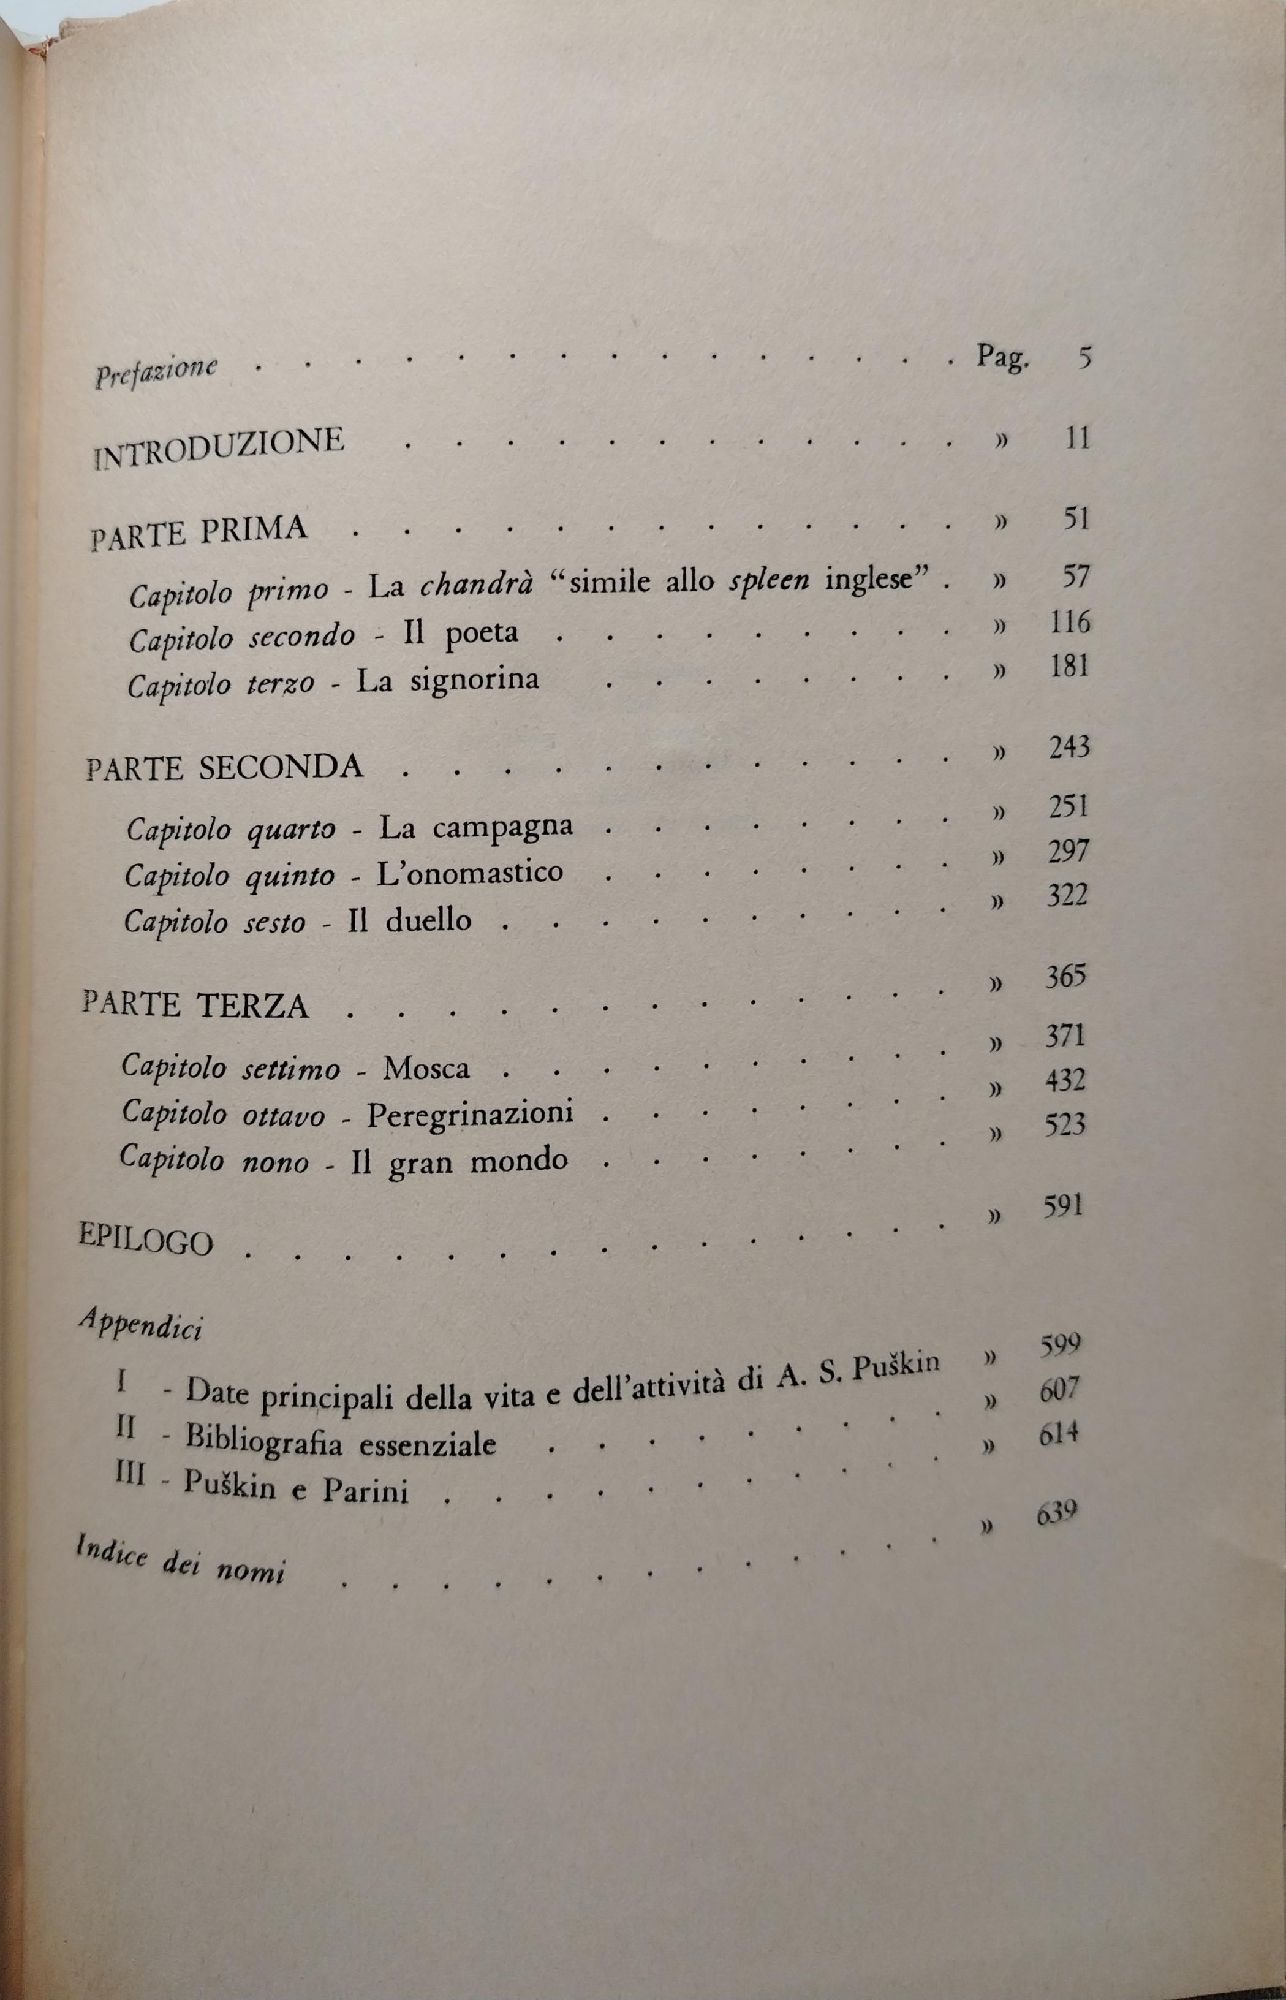 Prefazione . . . . . . . . . . . . . . . Pag. 5
INTRODUZIONE . . . . . . . . . . . . » 11
PARTE PRIMA . . . . . . . . . . . . . » 51
Capitolo primo - La chandrà “simile allo spleen inglese” . » 57
Capitolo secondo - Il poeta . . . . . . . . . » 116
Capitolo terzo - La signorina . . . . . . . . » 181
PARTE SECONDA . . . . . . . . . . . . » 243
Capitolo quarto - La campagna . . . . . . . . » 251
Capitolo quinto - L'onomastico . . . . . . . . » 297
Capitolo sesto - Il duello . . . . . . . . . . » 322
PARTE TERZA . . . . . . . . . . . . . » 365
Capitolo settimo - Mosca . . . . . . . . . . » 371
Capitolo ottavo - Peregrinazioni . . . . . . . . » 432
Capitolo nono - Il gran mondo . . . . . . . . » 523
EPILOGO . . . . . . . . . . . . . . . » 591
Appendici
I - Date principali della vita e dell'attività di A. S. Puškin » 599
II - Bibliografia essenziale . . . . . . . . . » 607
III - Puškin e Parini . . . . . . . . . . . » 614
Indice dei nomi . . . . . . . . . . . . . » 639